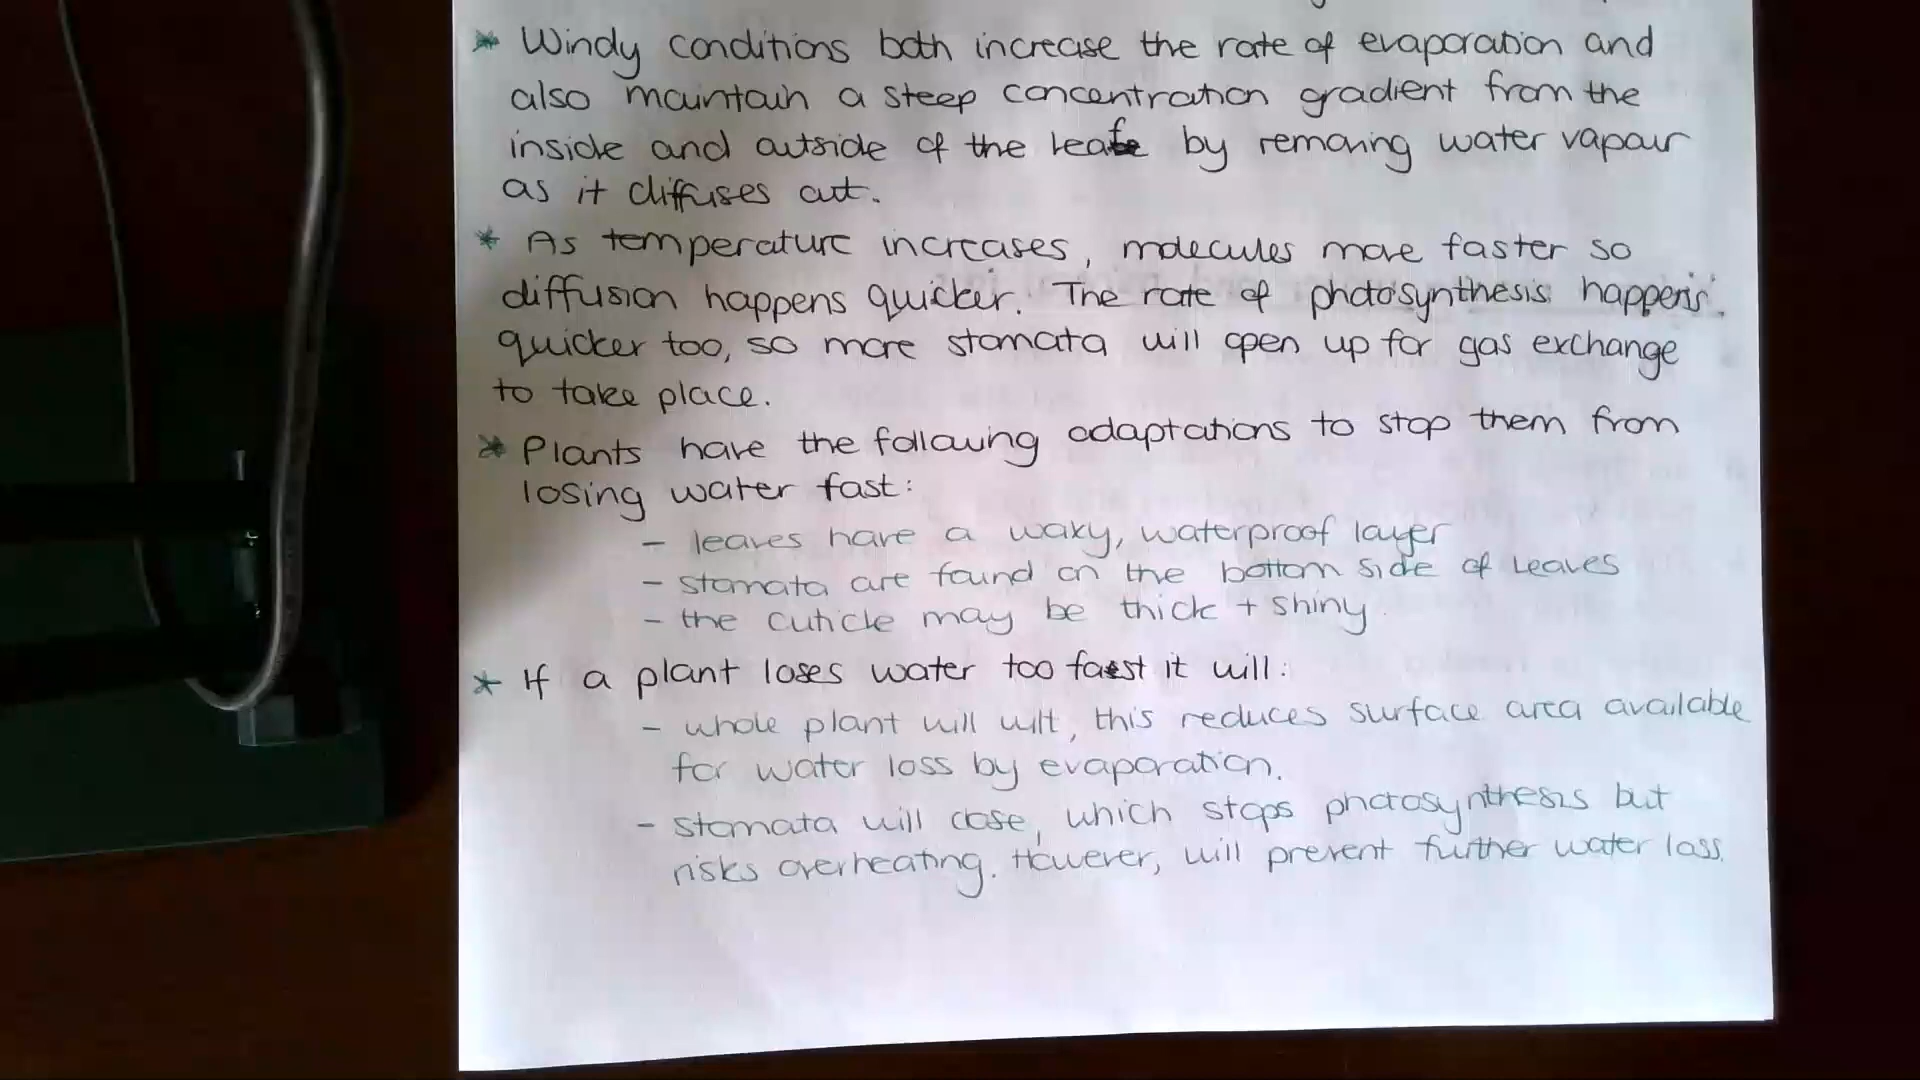 * Windy conditions both increase the rate of evaporation and
also maintain a steep concentration gradient from the
inside and outside of the leaf by removing water vapour
as it diffuses out.
* As temperature increases, molecules move faster so
diffusion happens quicker. The rate of photosynthesis happens
quicker too, so more stomata will open up for gas exchange
to take place.
* Plants have the following adaptations to stop them from
losing water fast:
- leaves have a waxy, waterproof layer
- stomata are found on the bottom side of leaves
- the cuticle may be thick + shiny
* If a plant loses water too fast it will:
- whole plant will wilt, this reduces surface area available
for water loss by evaporation.
- stomata will close, which stops photosynthesis but
risks overheating. However, will prevent further water loss.